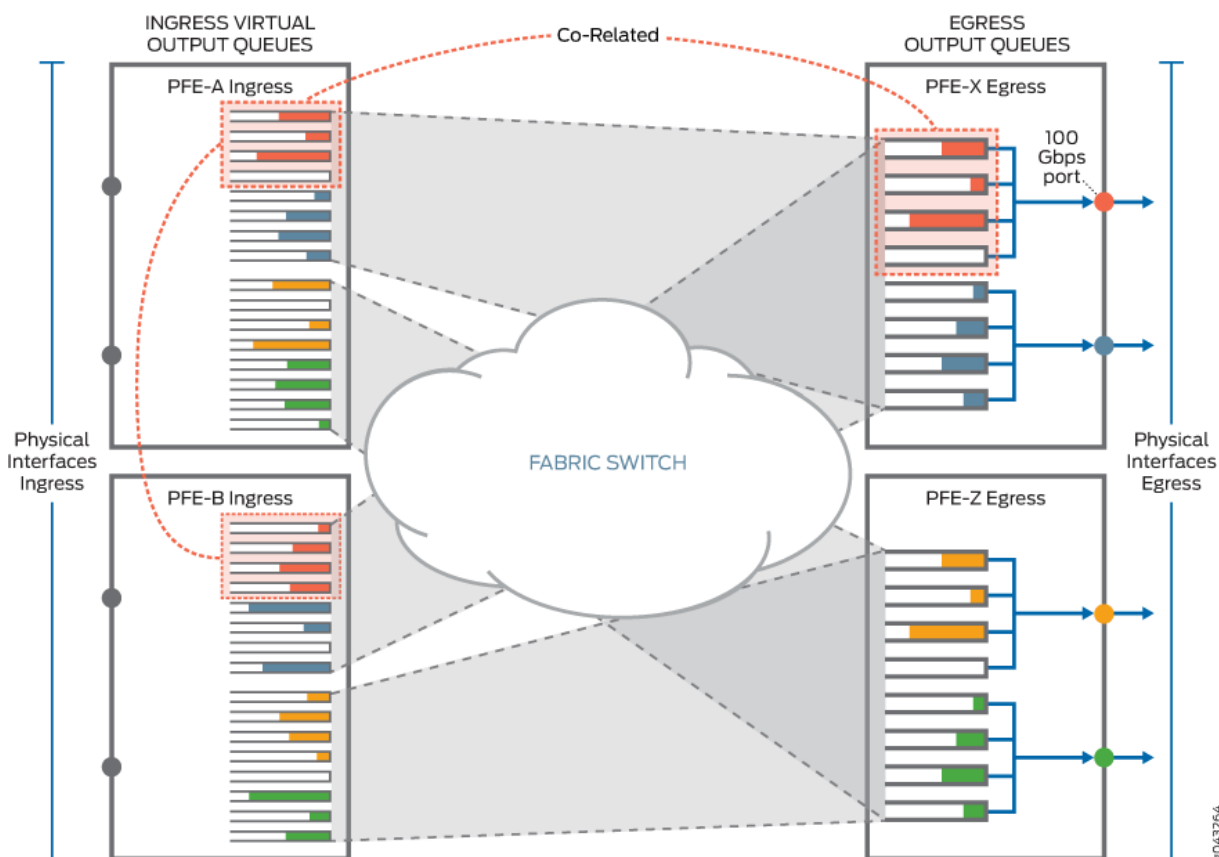 INGRESS VIRTUAL
OUTPUT QUEUES
Co-Related
EGRESS
OUTPUT QUEUES
PFE-A Ingress
PFE-X Egress
100
Gbps
port
Physical
Interfaces
Ingress
FABRIC SWITCH
Physical
Interfaces
Egress
PFE-B Ingress
PFE-Z Egress
g043264